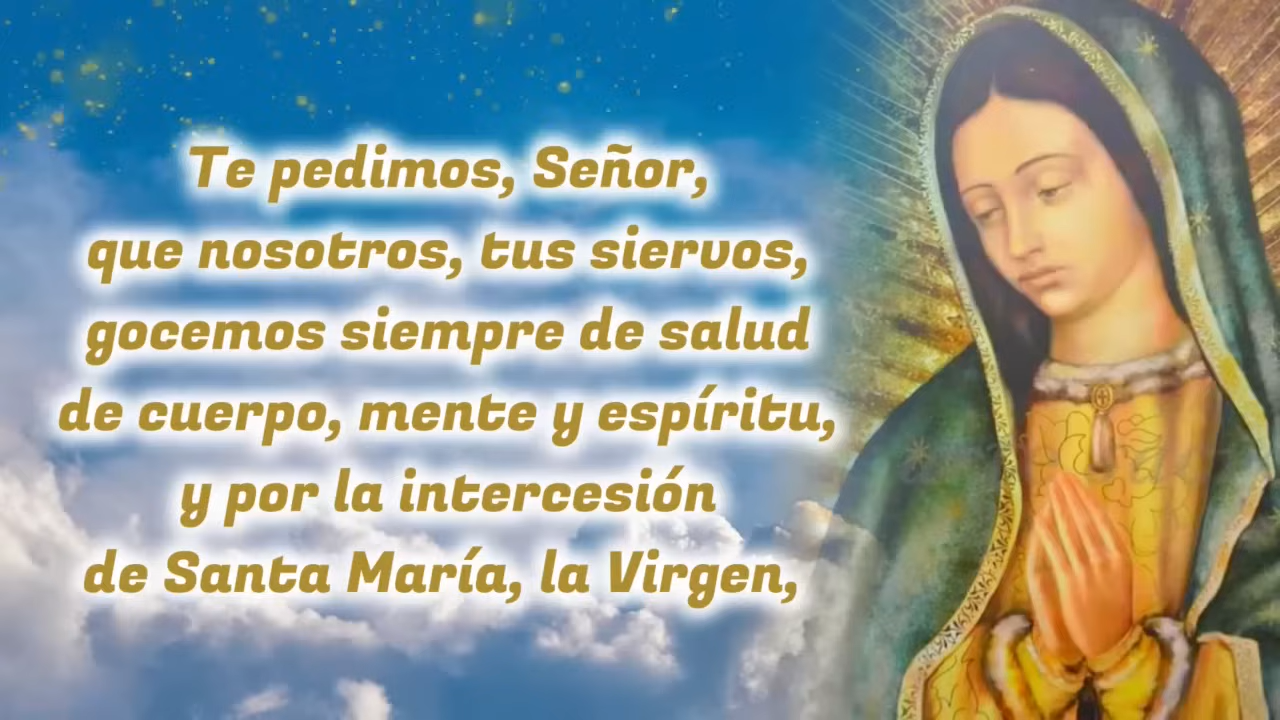 Te pedimos, Señor,
que nosotros, tus siervos,
gocemos siempre de salud
de cuerpo, mente y espíritu,
y por la intercesión
de Santa María, la Virgen,